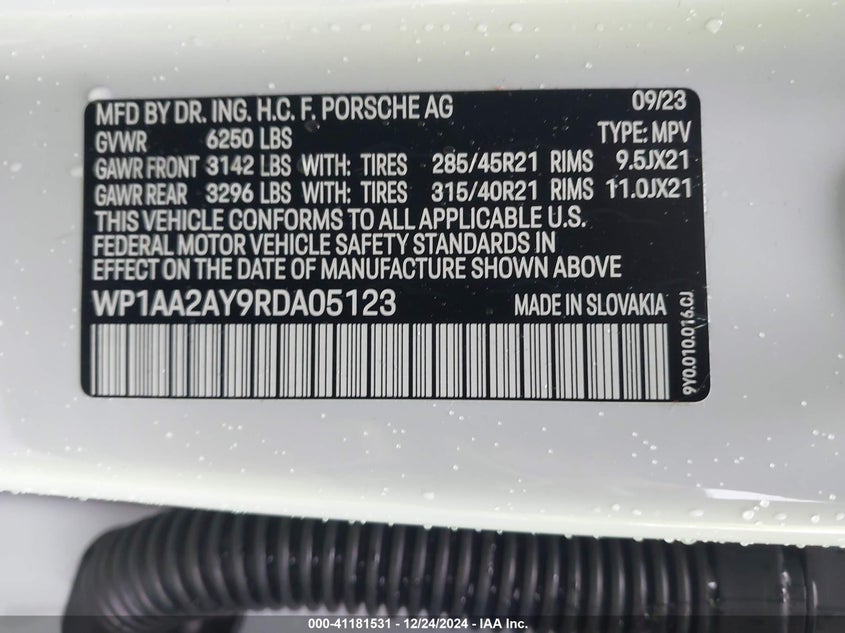 MFD BY DR. ING. H.C. F. PORSCHE AG 09/23
GVWR 6250 LBS TYPE: MPV
GAWR FRONT 3142 LBS WITH: TIRES 285/45R21 RIMS 9.5JX21
GAWR REAR 3296 LBS WITH: TIRES 315/40R21 RIMS 11.0JX21
THIS VEHICLE CONFORMS TO ALL APPLICABLE U.S.
FEDERAL MOTOR VEHICLE SAFETY STANDARDS IN
EFFECT ON THE DATE OF MANUFACTURE SHOWN ABOVE
WP1AA2AY9RDA05123 MADE IN SLOVAKIA
9Y0.010.016.CJ
000-41181531 - 12/24/2024 - IAA Inc.